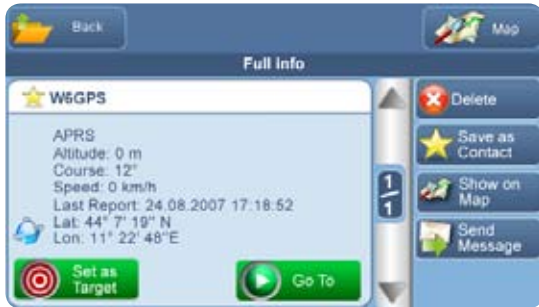 Back
Map
Full Info
W6GPS
APRS
Altitude: 0 m
Course: 12°
Speed: 0 km/h
Last Report: 24.08.2007 17:18:52
Lat: 44° 7' 19" N
Lon: 11° 22' 48"E
Set as
Target
Go To
1
1
Delete
Save as
Contact
Show on
Map
Send
Message